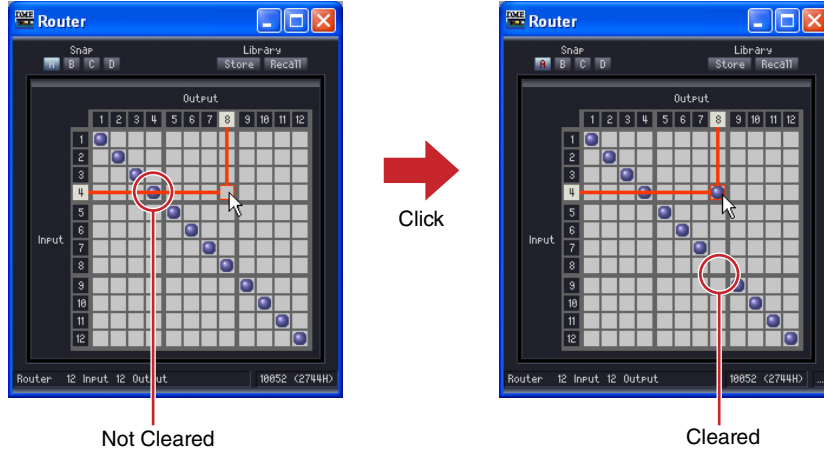 DME Router
Snap Library
A B C D Store Recall
Output
1 2 3 4 5 6 7 8 9 10 11 12
1
2
3
4
5
Input 6
7
8
9
10
11
12
Router 12 Input 12 Output 10052 (2744H)
Not Cleared
Click
DME Router
Snap Library
A B C D Store Recall
Output
1 2 3 4 5 6 7 8 9 10 11 12
1
2
3
4
5
Input 6
7
8
9
10
11
12
Router 12 Input 12 Output 10052 (2744H) ...
Cleared